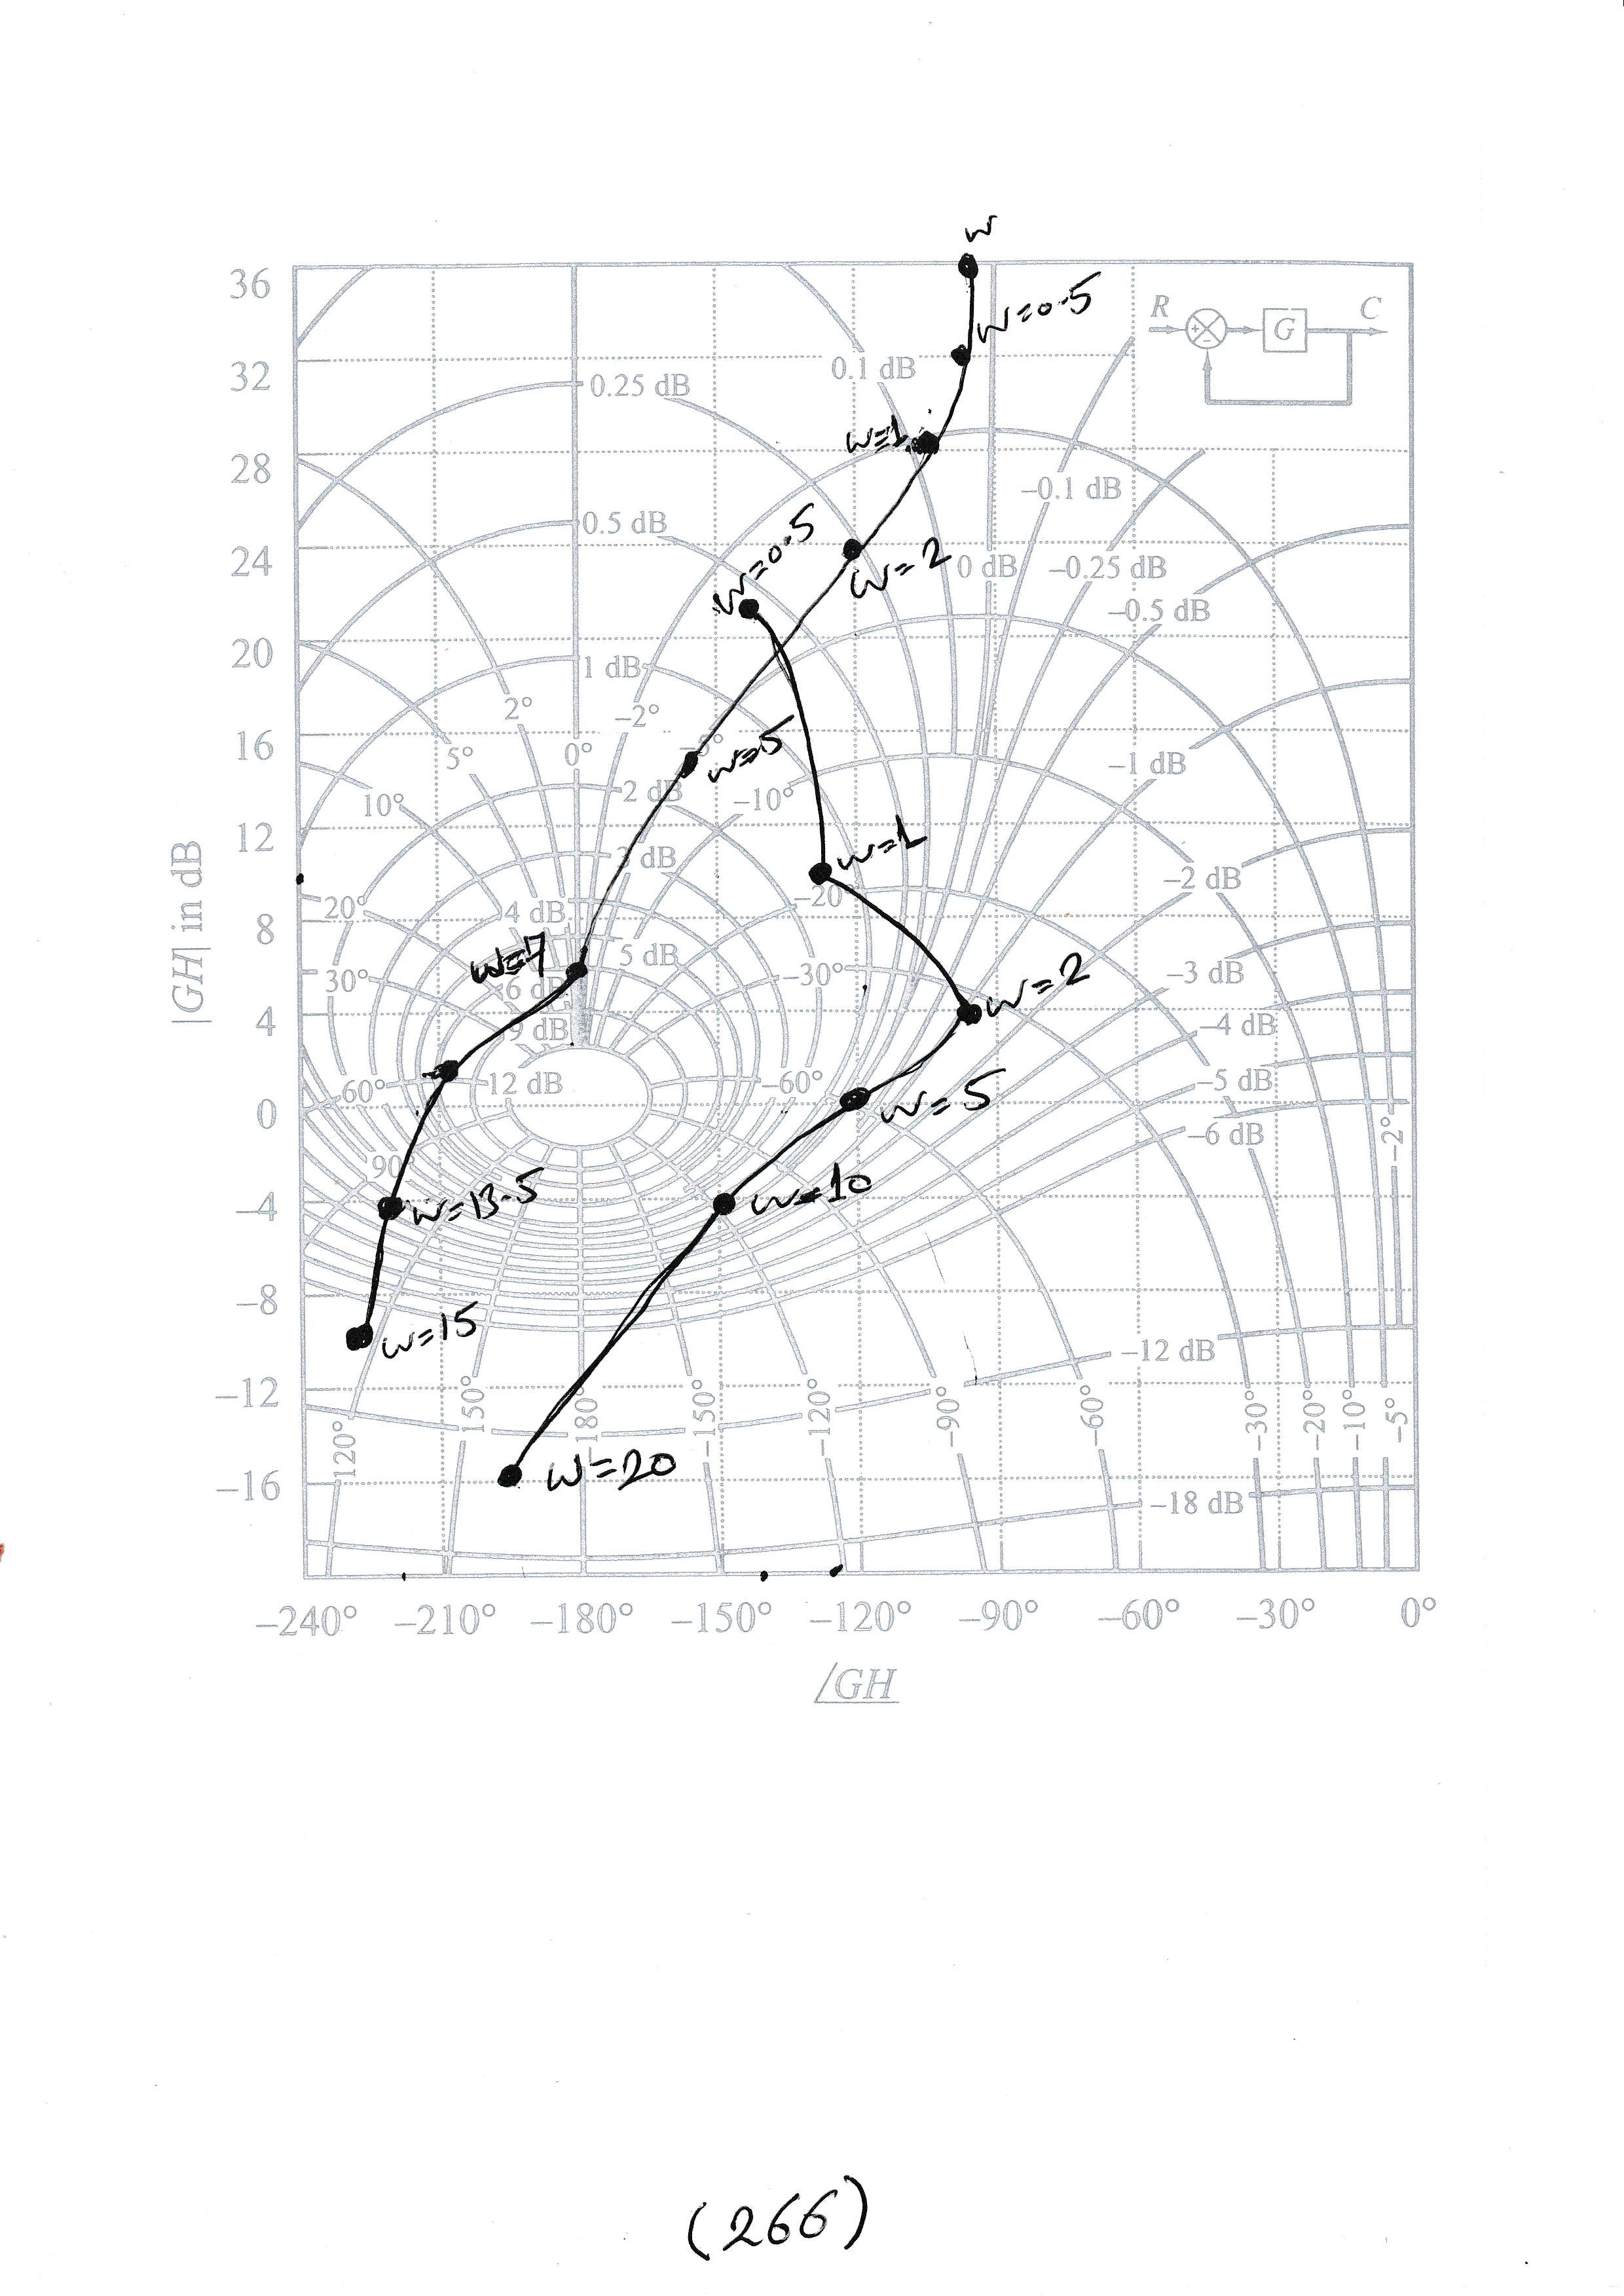 w
36
w=0.5
R
G
C
+
−
32
0.1 dB
0.25 dB
w=1
28
−0.1 dB
0.5 dB
w=0.5
24
w=2
0 dB
−0.25 dB
−0.5 dB
20
1 dB
2°
−2°
16
5°
0°
w=5
−1 dB
2 dB
10°
−10°
12
3 dB
w=1
−2 dB
20°
4 dB
−20°
8
w=7
5 dB
30°
6 dB
−30°
w=2
−3 dB
4
9 dB
−4 dB
60°
12 dB
−60°
w=5
−5 dB
0
−6 dB
−2°
90
−4
w=13.5
w=10
−8
w=15
−12 dB
−12
120°
150°
180°
−150°
−120°
−90°
−60°
−30°
−20°
−10°
−5°
−16
w=20
−18 dB
|GH| in dB
−240° −210° −180° −150° −120° −90° −60° −30° 0°
/GH
(266)